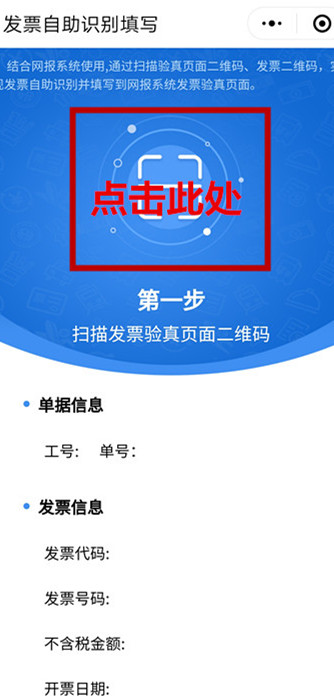 发票自助识别填写
结合网报系统使用,通过扫描验真页面二维码、发票二维码，
现发票自助识别并填写到网报系统发票验真页面。
点击此处
第一步
扫描发票验真页面二维码
单据信息
工号: 单号：
发票信息
发票代码:
发票号码:
不含税金额:
开票日期: